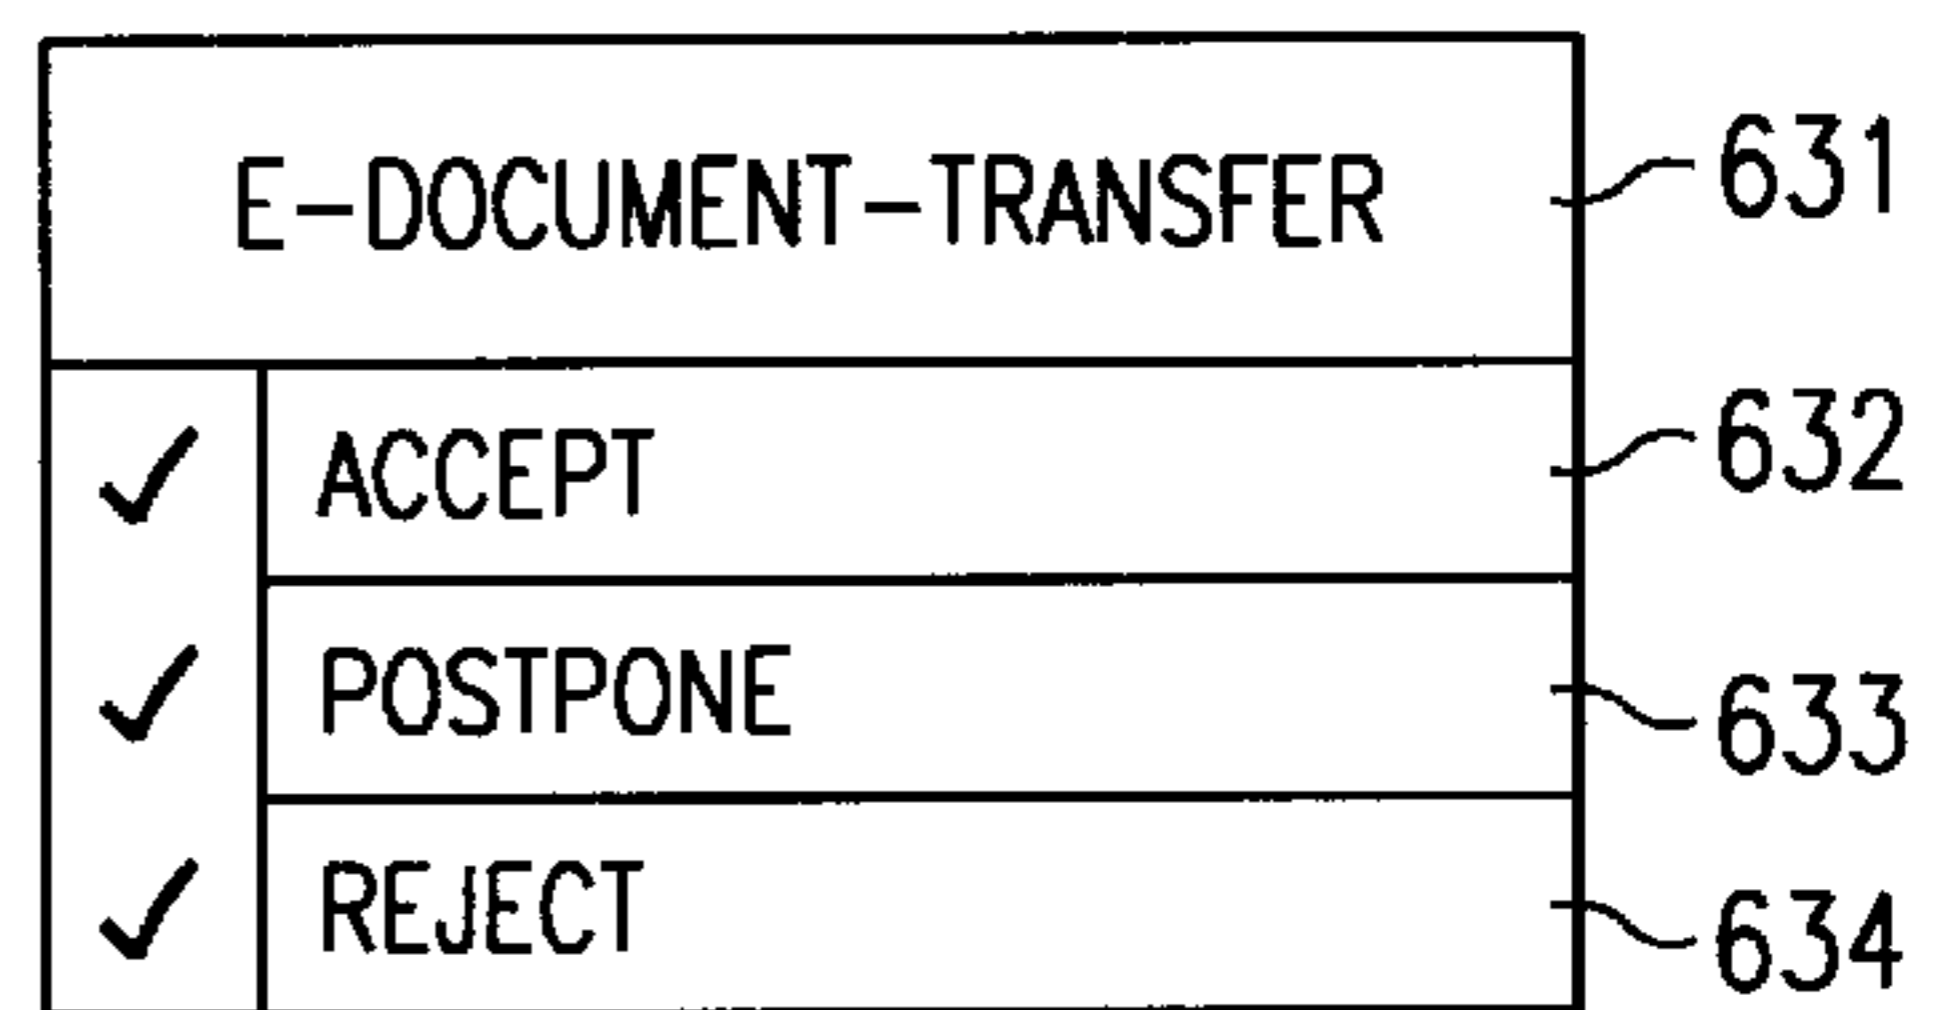 E-DOCUMENT-TRANSFER 631
✓ ACCEPT 632
✓ POSTPONE 633
✓ REJECT 634